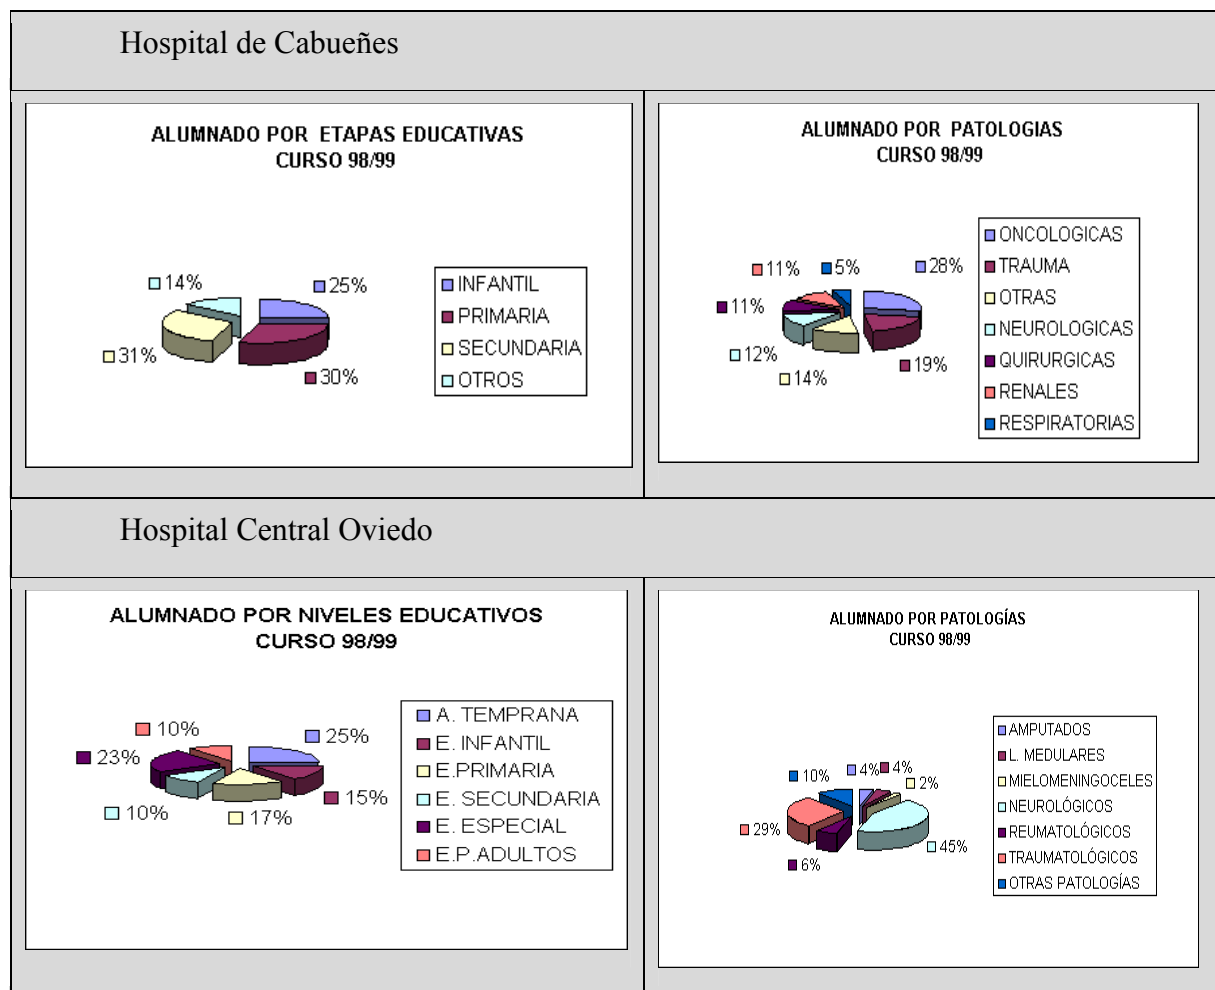 Hospital de Cabueñes
ALUMNADO POR ETAPAS EDUCATIVAS
CURSO 98/99
14%
25%
31%
30%
INFANTIL
PRIMARIA
SECUNDARIA
OTROS
ALUMNADO POR PATOLOGIAS
CURSO 98/99
11%
5%
28%
11%
12%
14%
19%
ONCOLOGICAS
TRAUMA
OTRAS
NEUROLOGICAS
QUIRURGICAS
RENALES
RESPIRATORIAS
Hospital Central Oviedo
ALUMNADO POR NIVELES EDUCATIVOS
CURSO 98/99
10%
25%
23%
15%
10%
17%
A. TEMPRANA
E. INFANTIL
E.PRIMARIA
E. SECUNDARIA
E. ESPECIAL
E.P.ADULTOS
ALUMNADO POR PATOLOGÍAS
CURSO 98/99
10%
4%
4%
2%
29%
45%
6%
AMPUTADOS
L. MEDULARES
MIELOMENINGOCELES
NEUROLÓGICOS
REUMATOLÓGICOS
TRAUMATOLÓGICOS
OTRAS PATOLOGÍAS